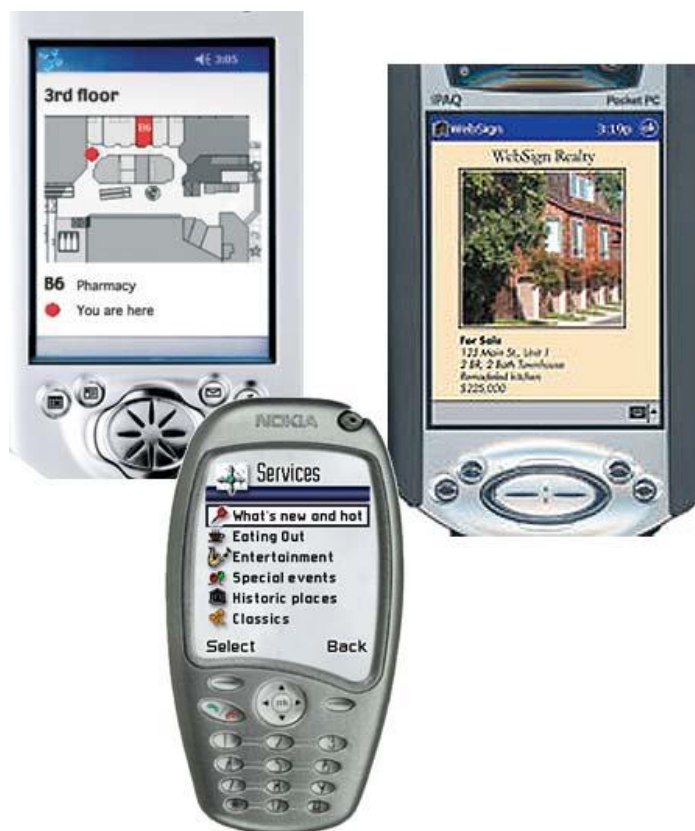 3:05
3rd floor
B6
B6 Pharmacy
You are here
iPAQ Pocket PC
WebSign 3:19p ok
WebSign Realty
For Sale
123 Main St., Unit 1
2 BR, 2 Bath Townhouse
Remodeled kitchen
$225,000
NOKIA
Services
What's new and hot
Eating Out
Entertainment
Special events
Historic places
Classics
Select Back